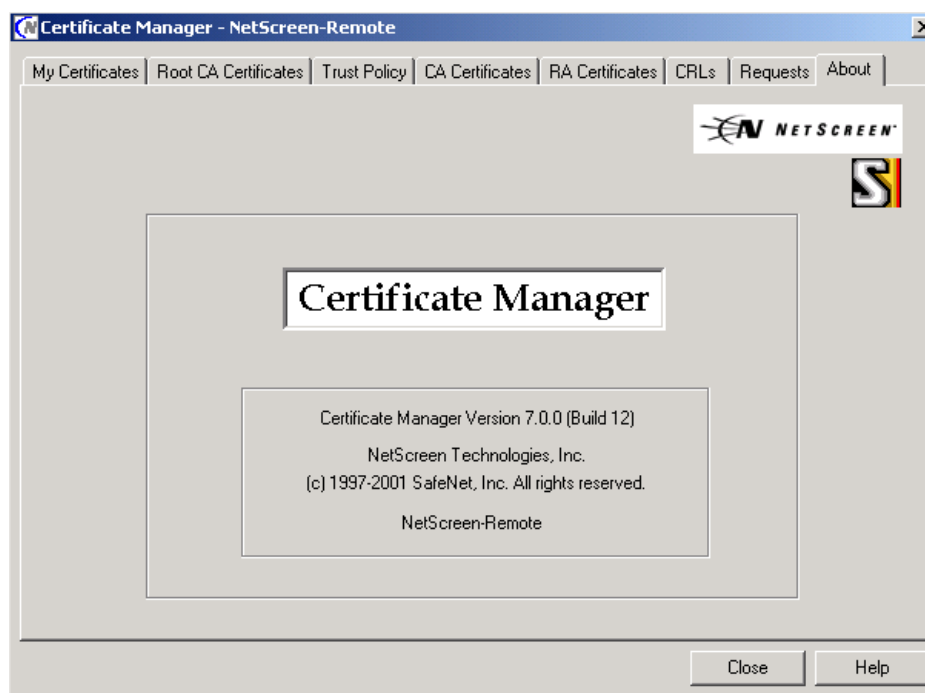 Certificate Manager - NetScreen-Remote
My Certificates Root CA Certificates Trust Policy CA Certificates RA Certificates CRLs Requests About
NETSCREEN
Certificate Manager
Certificate Manager Version 7.0.0 (Build 12)
NetScreen Technologies, Inc.
(c) 1997-2001 SafeNet, Inc. All rights reserved.
NetScreen-Remote
Close Help